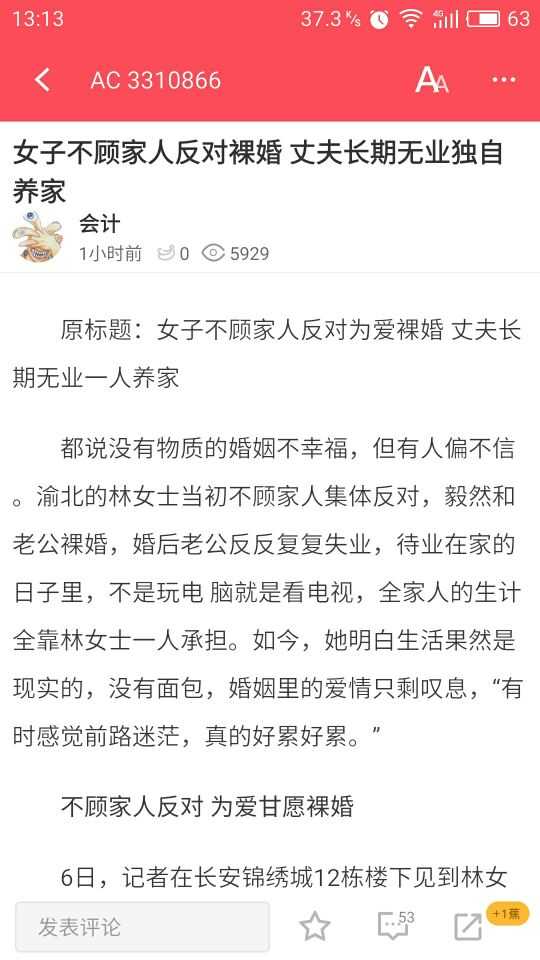 13:13 37.3 K/s 4G 63
AC 3310866 AA
女子不顾家人反对裸婚 丈夫长期无业独自
养家
会计
1小时前 0 5929
原标题：女子不顾家人反对为爱裸婚 丈夫长
期无业一人养家
都说没有物质的婚姻不幸福，但有人偏不信
。渝北的林女士当初不顾家人集体反对，毅然和
老公裸婚，婚后老公反反复复失业，待业在家的
日子里，不是玩电 脑就是看电视，全家人的生计
全靠林女士一人承担。如今，她明白生活果然是
现实的，没有面包，婚姻里的爱情只剩叹息，“有
时感觉前路迷茫，真的好累好累。”
不顾家人反对 为爱甘愿裸婚
6日，记者在长安锦绣城12栋楼下见到林女
发表评论 53 +1蕉